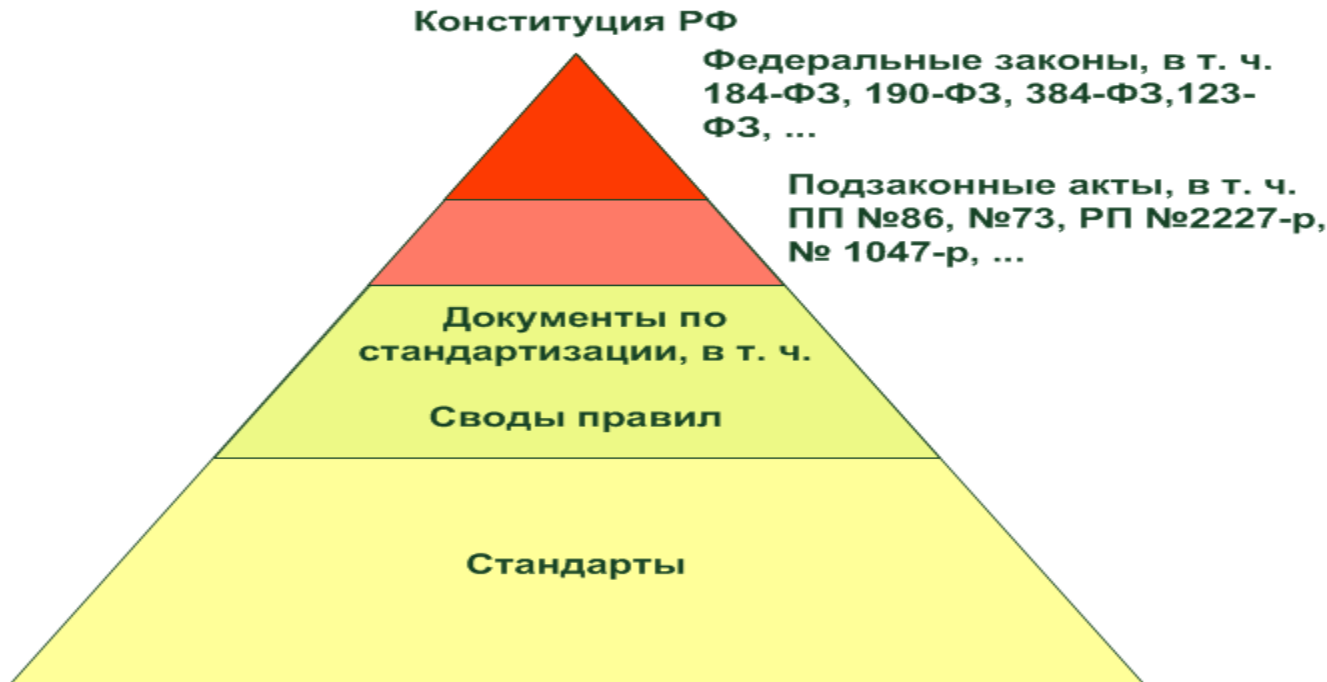 Конституция РФ
Федеральные законы, в т. ч.
184-ФЗ, 190-ФЗ, 384-ФЗ,123-
ФЗ, ...
Подзаконные акты, в т. ч.
ПП №86, №73, РП №2227-р,
№ 1047-р, ...
Документы по
стандартизации, в т. ч.
Своды правил
Стандарты